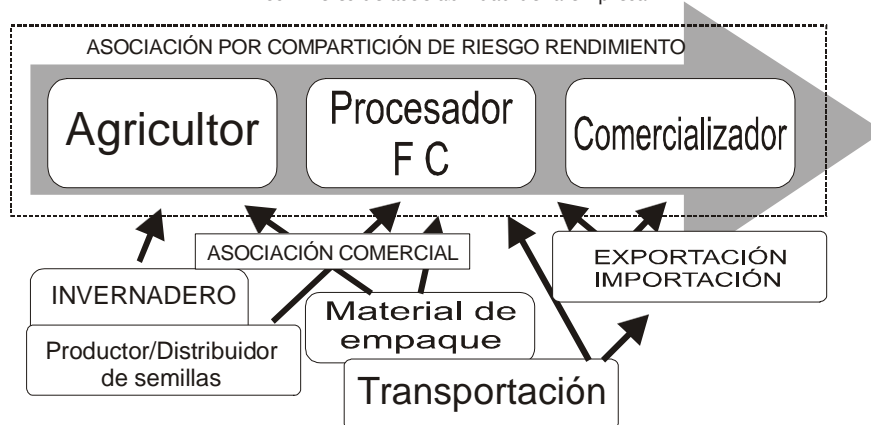 ASOCIACIÓN POR COMPARTICIÓN DE RIESGO RENDIMIENTO
Agricultor
Procesador
F C
Comercializador
ASOCIACIÓN COMERCIAL
EXPORTACIÓN
IMPORTACIÓN
INVERNADERO
Material de
empaque
Productor/Distribuidor
de semillas
Transportación